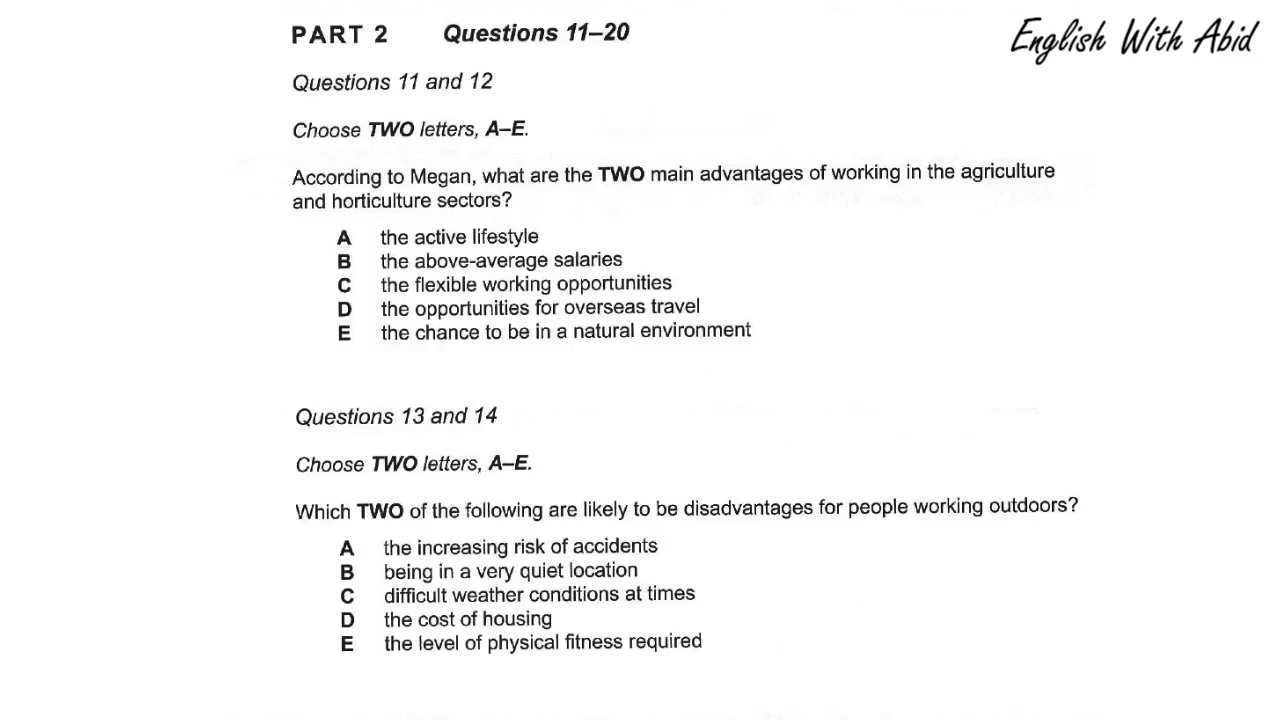 PART 2 Questions 11–20
English With Abid
Questions 11 and 12
Choose TWO letters, A–E.
According to Megan, what are the TWO main advantages of working in the agriculture
and horticulture sectors?
A the active lifestyle
B the above-average salaries
C the flexible working opportunities
D the opportunities for overseas travel
E the chance to be in a natural environment
Questions 13 and 14
Choose TWO letters, A–E.
Which TWO of the following are likely to be disadvantages for people working outdoors?
A the increasing risk of accidents
B being in a very quiet location
C difficult weather conditions at times
D the cost of housing
E the level of physical fitness required